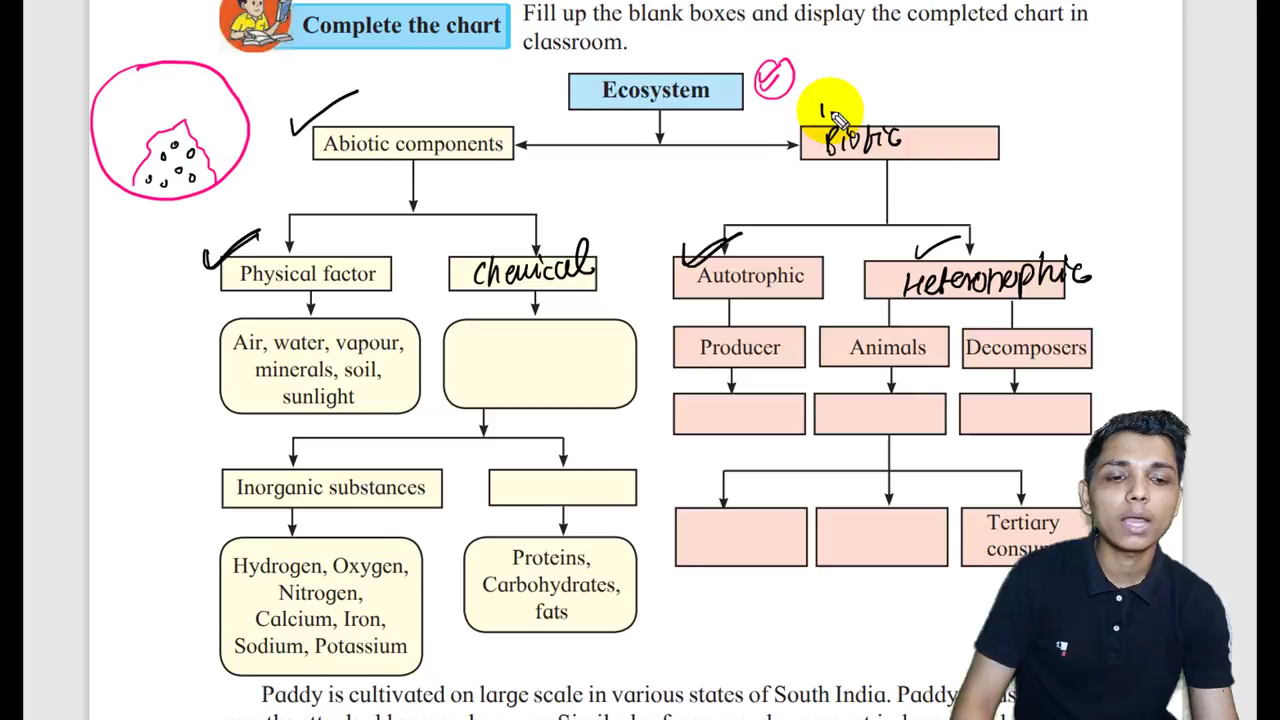 Complete the chart
Fill up the blank boxes and display the completed chart in
classroom.
Ecosystem
Abiotic components
Biotic
Physical factor
Chemical
Autotrophic
Heterotrophic
Air, water, vapour,
minerals, soil,
sunlight
Producer
Animals
Decomposers
Inorganic substances
Hydrogen, Oxygen,
Nitrogen,
Calcium, Iron,
Sodium, Potassium
Proteins,
Carbohydrates,
fats
Tertiary
Paddy is cultivated on large scale in various states of South India. Paddy